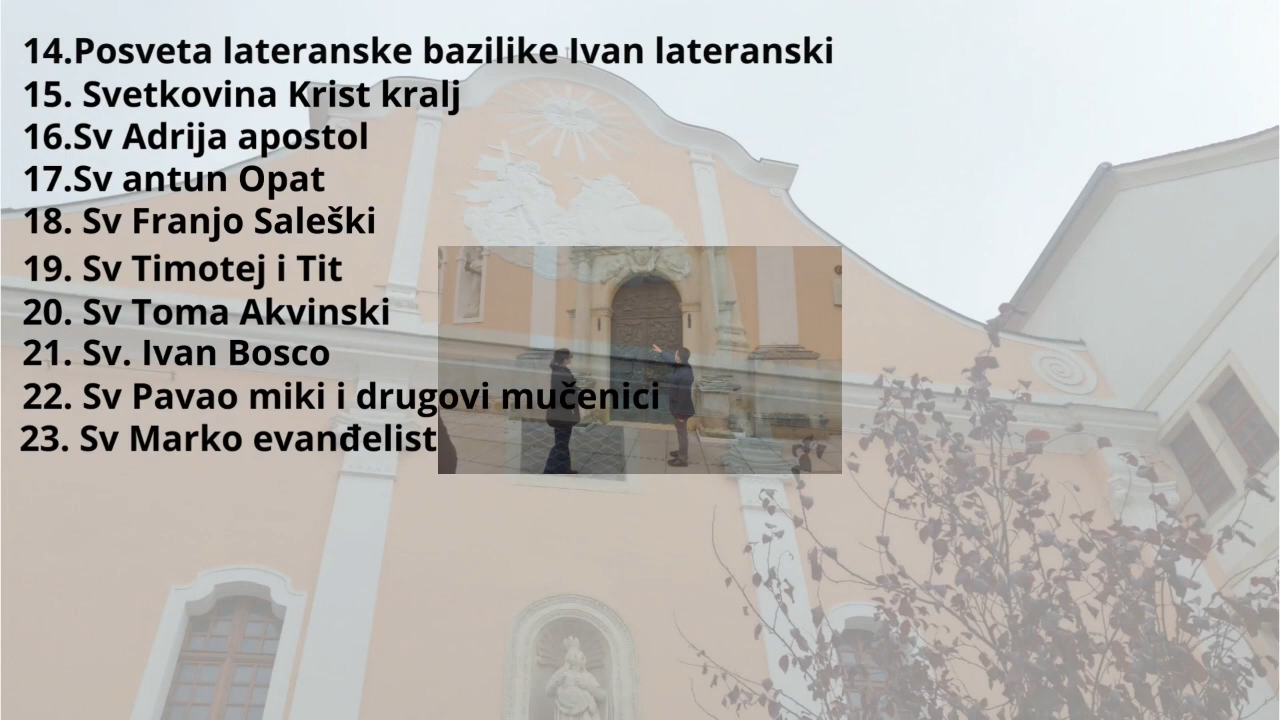 14.Posveta lateranske bazilike Ivan lateranski
15. Svetkovina Krist kralj
16.Sv Adrija apostol
17.Sv antun Opat
18. Sv Franjo Saleški
19. Sv Timotej i Tit
20. Sv Toma Akvinski
21. Sv. Ivan Bosco
22. Sv Pavao miki i drugovi mučenici
23. Sv Marko evanđelist